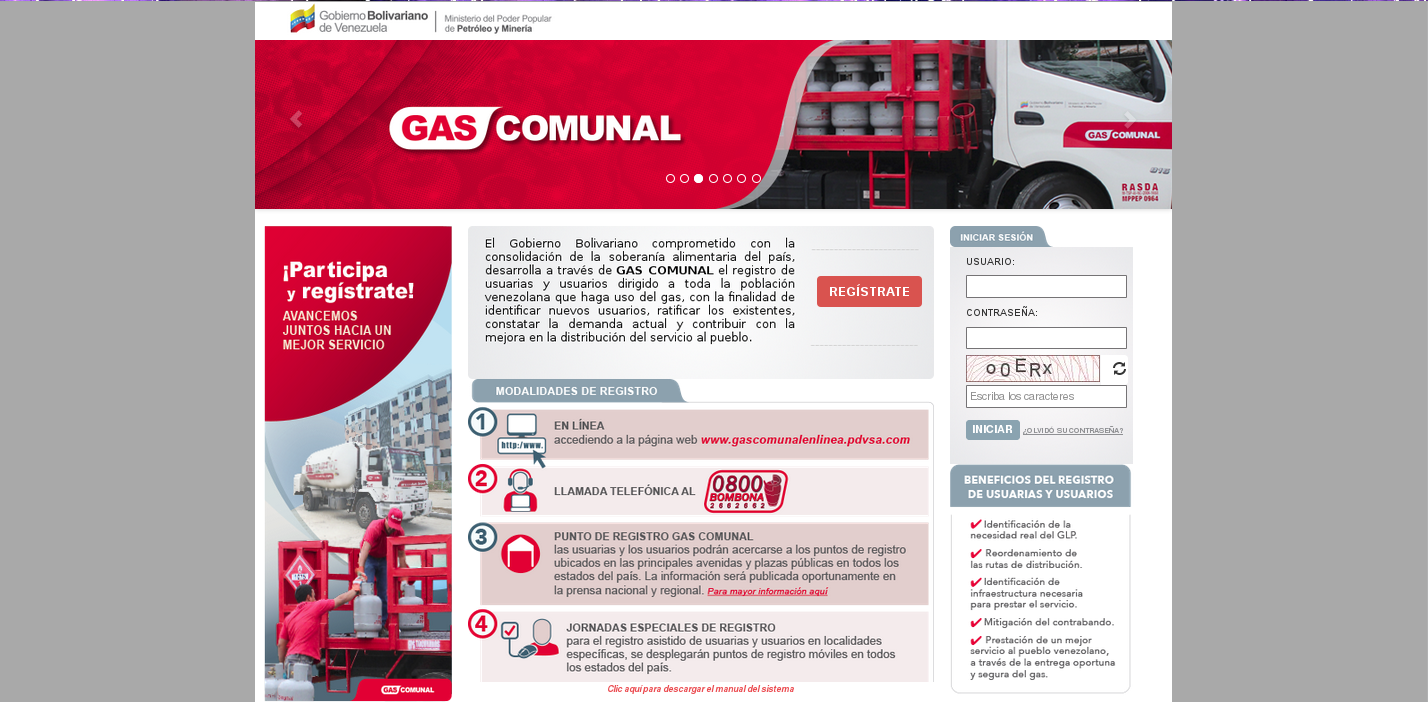 Gobierno Bolivariano
de Venezuela
Ministerio del Poder Popular
de Petróleo y Minería
GAS COMUNAL
Gobierno Bolivariano
GAS COMUNAL
816
RASDA
MPPEP 0964
¡Participa
y regístrate!
AVANCEMOS
JUNTOS HACIA UN
MEJOR SERVICIO
GAS COMUNAL
El Gobierno Bolivariano comprometido con la
consolidación de la soberanía alimentaria del país,
desarrolla a través de GAS COMUNAL el registro de
usuarias y usuarios dirigido a toda la población
venezolana que haga uso del gas, con la finalidad de
identificar nuevos usuarios, ratificar los existentes,
constatar la demanda actual y contribuir con la
mejora en la distribución del servicio al pueblo.
REGÍSTRATE
MODALIDADES DE REGISTRO
1
http:/www.
EN LÍNEA
accediendo a la página web www.gascomunalenlinea.pdvsa.com
2
LLAMADA TELEFÓNICA AL
0800
BOMBONA
2662662
3
PUNTO DE REGISTRO GAS COMUNAL
las usuarias y los usuarios podrán acercarse a los puntos de registro
ubicados en las principales avenidas y plazas públicas en todos los
estados del país. La información será publicada oportunamente en
la prensa nacional y regional. Para mayor información aquí
4
JORNADAS ESPECIALES DE REGISTRO
para el registro asistido de usuarias y usuarios en localidades
específicas, se desplegarán puntos de registro móviles en todos
los estados del país.
Clic aquí para descargar el manual del sistema
INICIAR SESIÓN
USUARIO:
CONTRASEÑA:
o0ERx
Escriba los caracteres
INICIAR
¿OLVIDÓ SU CONTRASEÑA?
BENEFICIOS DEL REGISTRO
DE USUARIAS Y USUARIOS
✔ Identificación de la
necesidad real del GLP.
✔ Reordenamiento de
las rutas de distribución.
✔ Identificación de
infraestructura necesaria
para prestar el servicio.
✔ Mitigación del contrabando.
✔ Prestación de un mejor
servicio al pueblo venezolano,
a través de la entrega oportuna
y segura del gas.